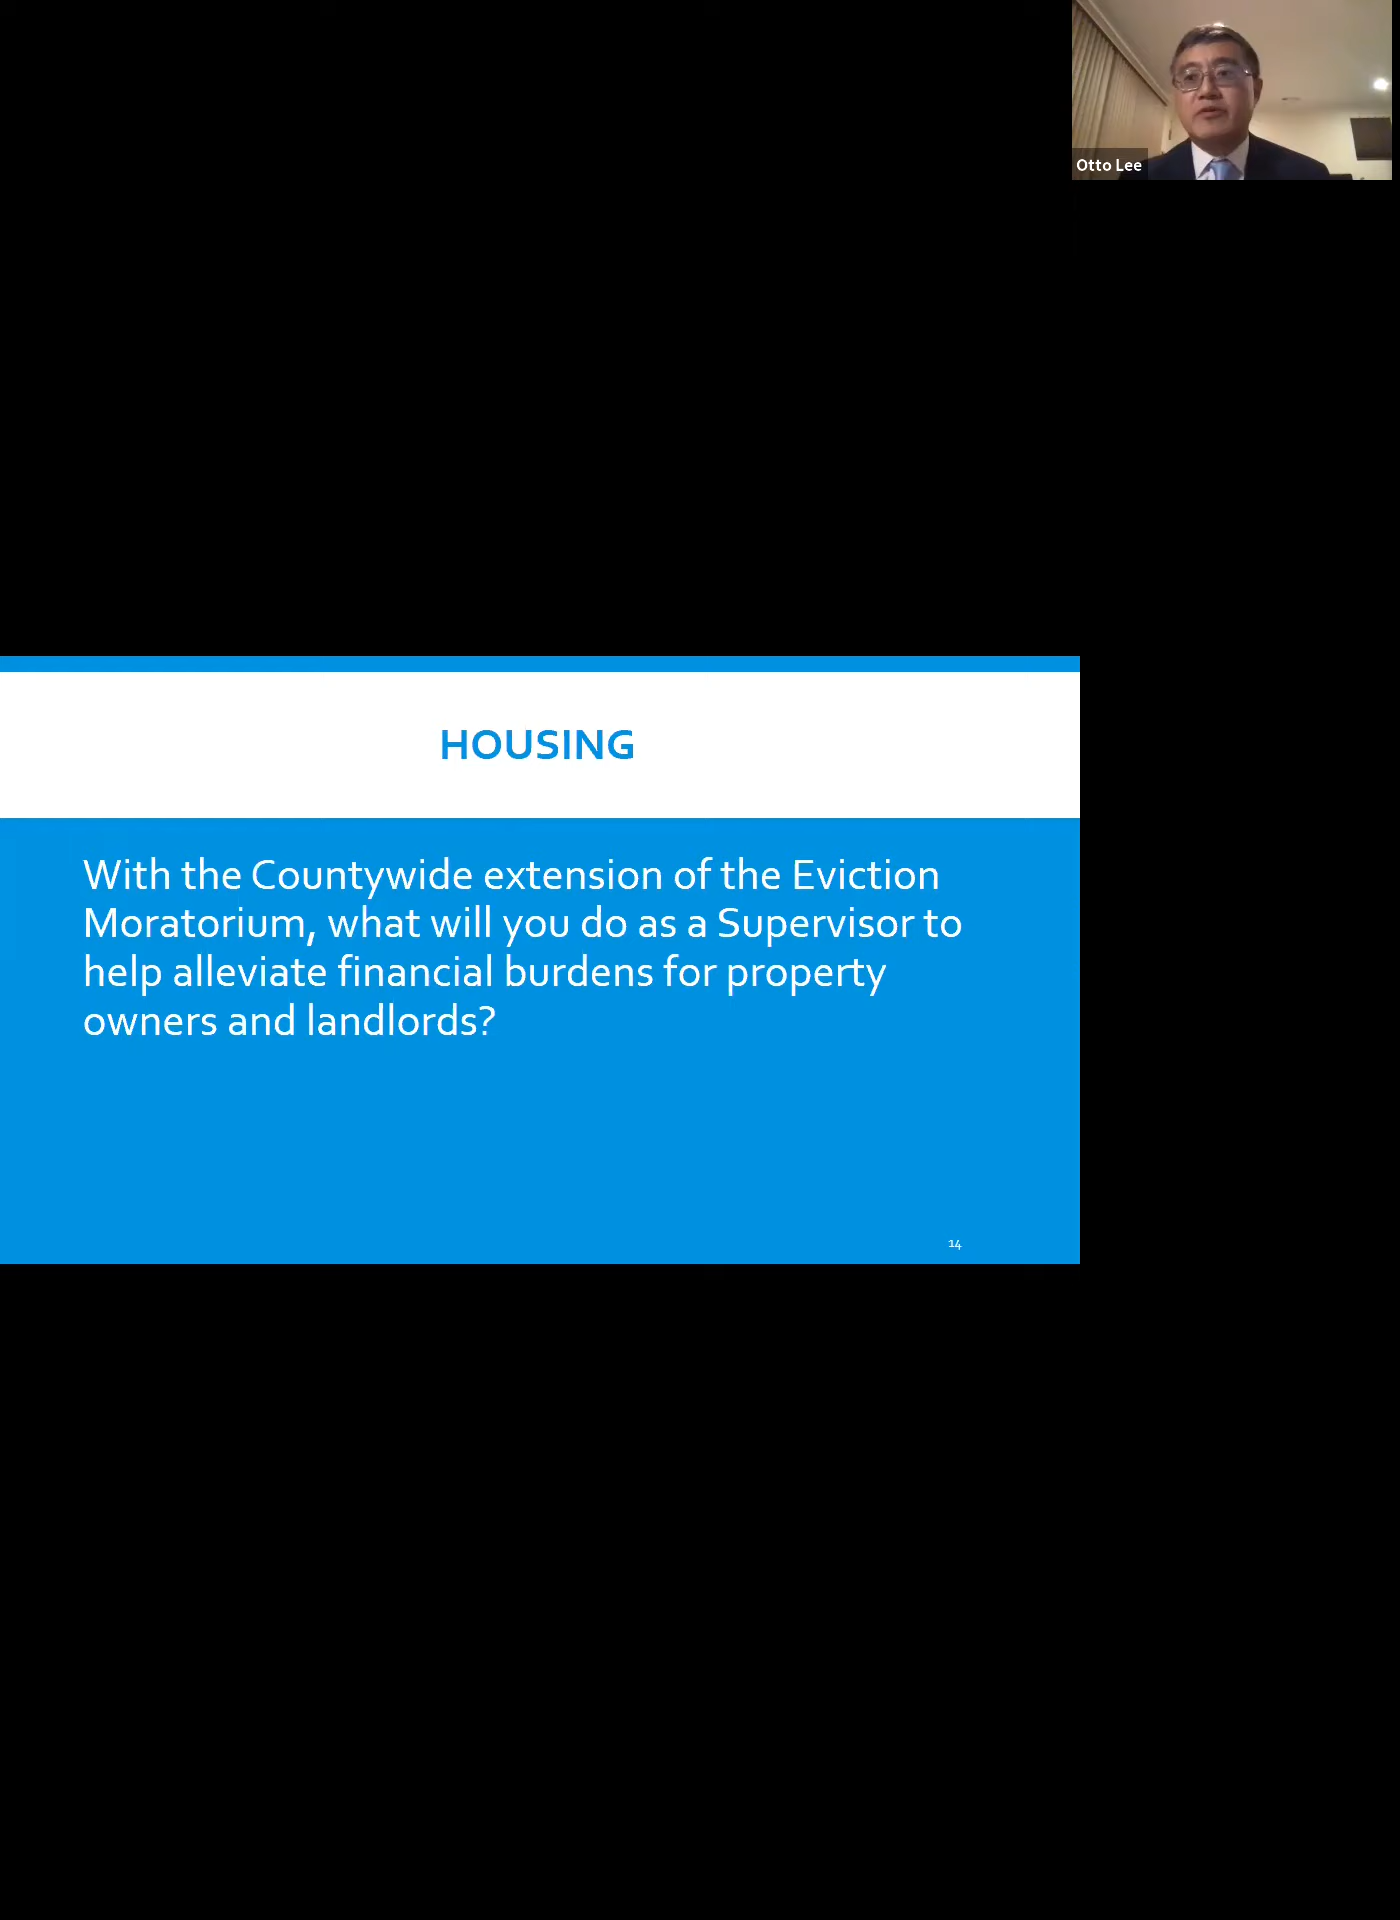 Otto Lee
HOUSING
With the Countywide extension of the Eviction
Moratorium, what will you do as a Supervisor to
help alleviate financial burdens for property
owners and landlords?
14